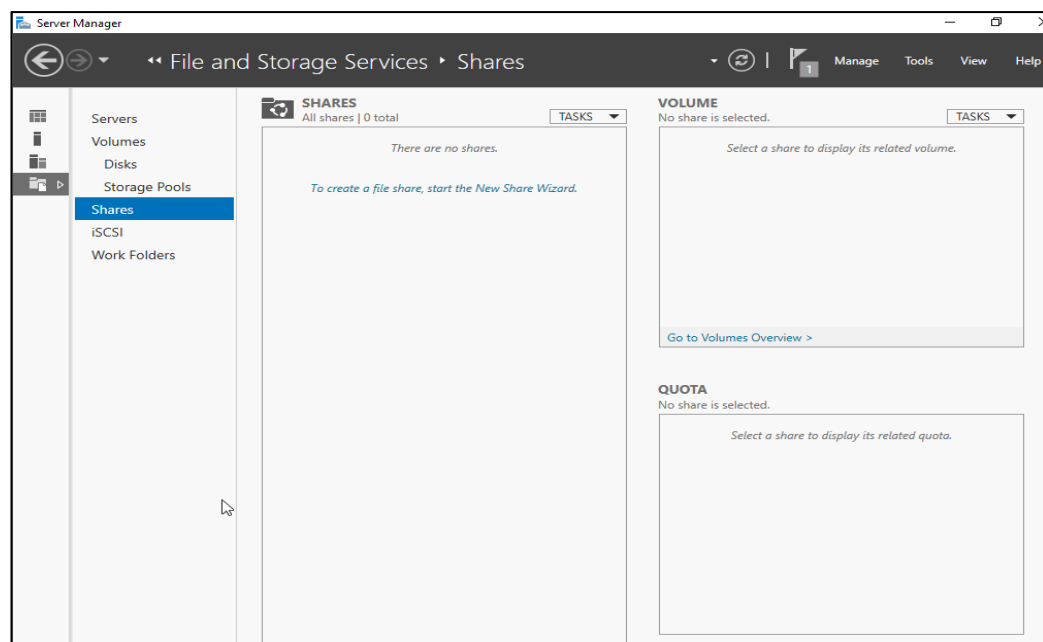 Server Manager
File and Storage Services ‣ Shares
1
Manage
Tools
View
Help
Servers
Volumes
Disks
Storage Pools
Shares
iSCSI
Work Folders
SHARES
All shares | 0 total
TASKS
There are no shares.
To create a file share, start the New Share Wizard.
VOLUME
No share is selected.
TASKS
Select a share to display its related volume.
Go to Volumes Overview >
QUOTA
No share is selected.
Select a share to display its related quota.